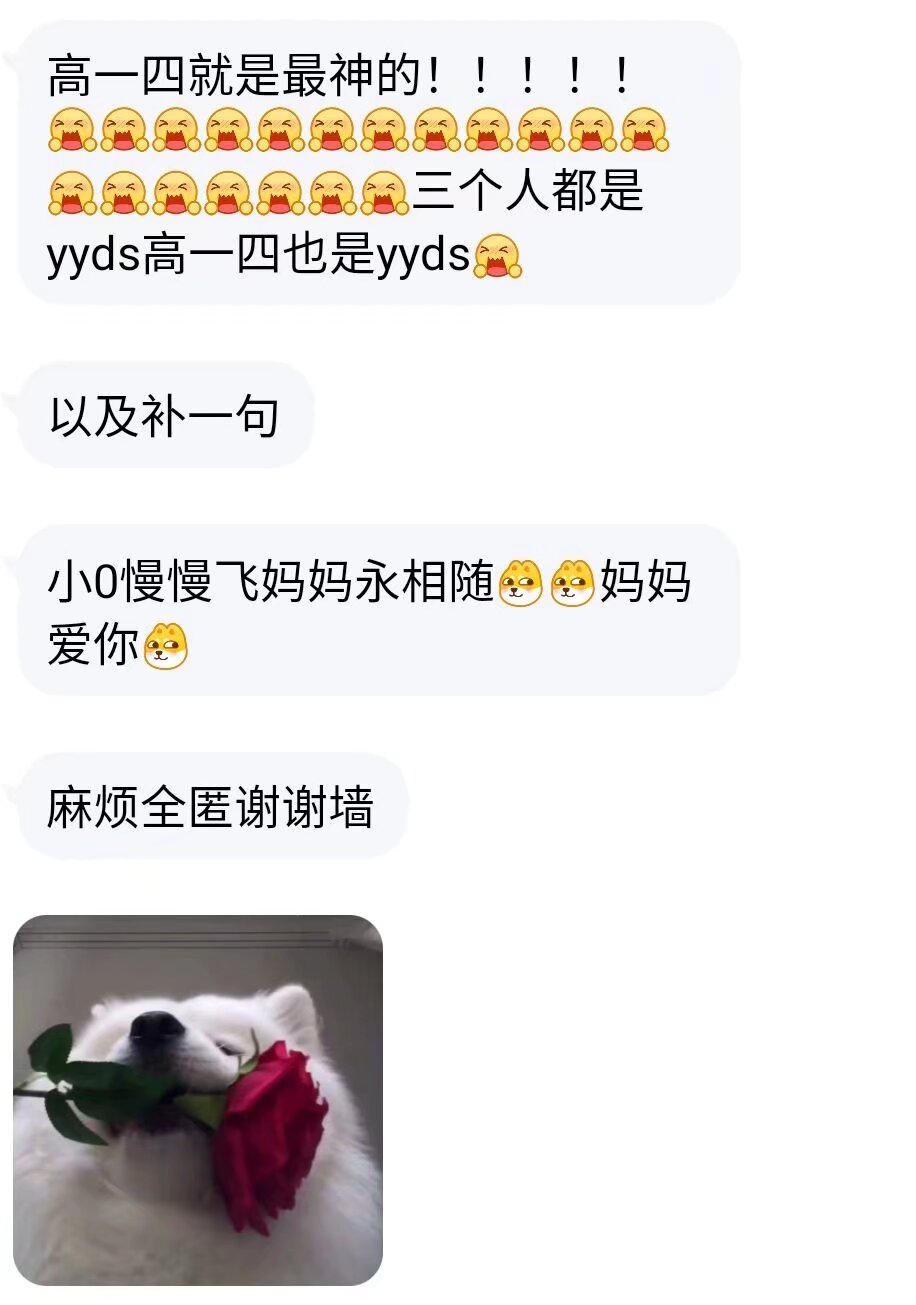 高一四就是最神的！！！！！
三个人都是
yyds高一四也是yyds
以及补一句
小0慢慢飞妈妈永相随妈妈
爱你
麻烦全匿谢谢墙